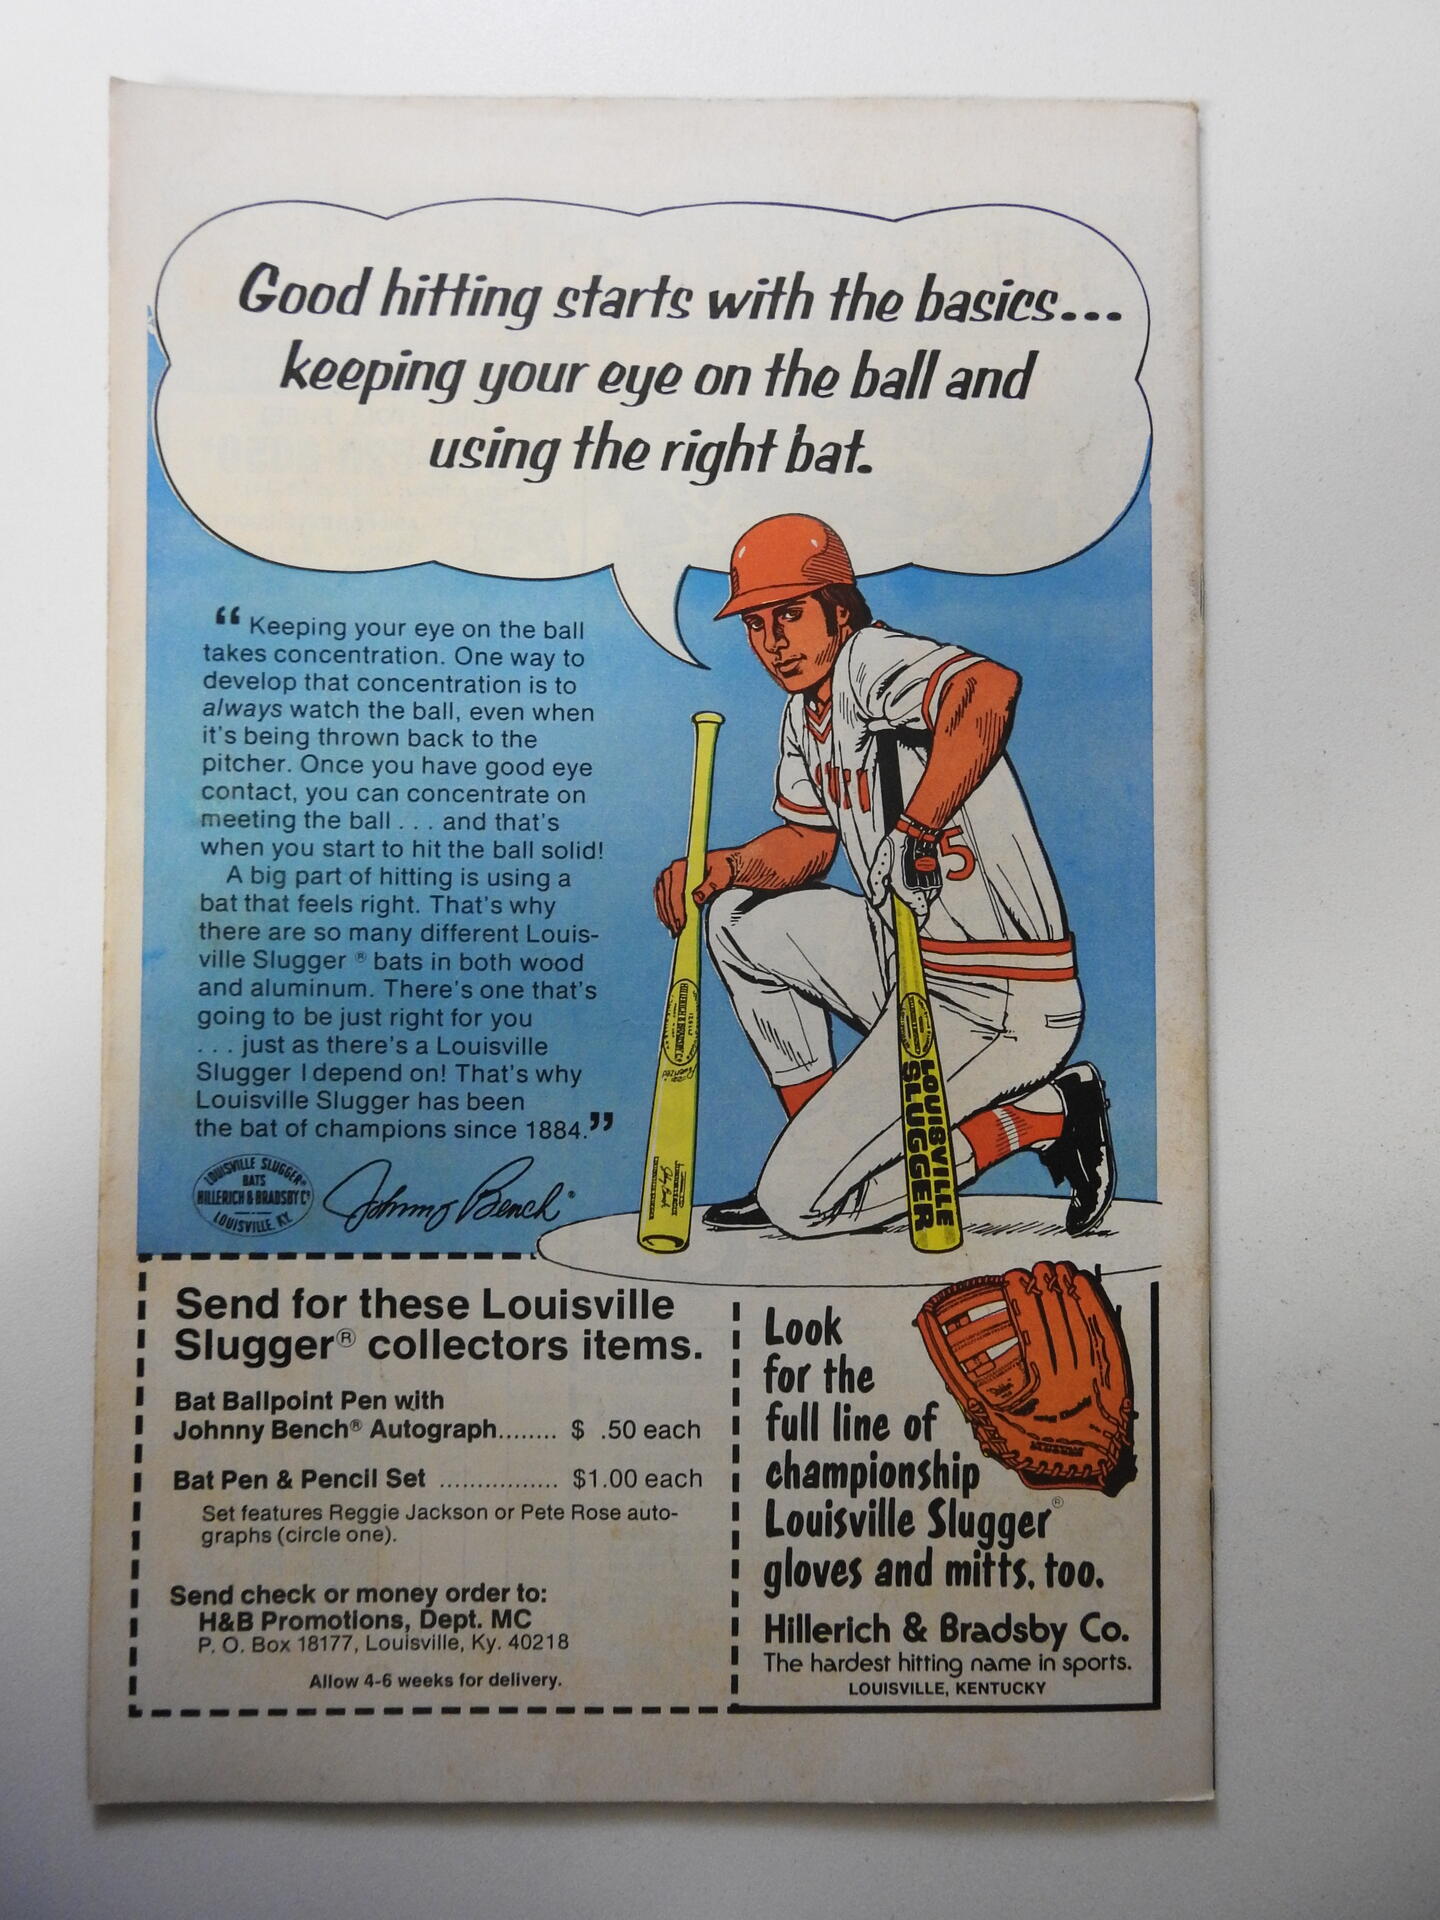 Good hitting starts with the basics...
keeping your eye on the ball and
using the right bat.
“ Keeping your eye on the ball
takes concentration. One way to
develop that concentration is to
always watch the ball, even when
it's being thrown back to the
pitcher. Once you have good eye
contact, you can concentrate on
meeting the ball . . . and that's
when you start to hit the ball solid!
A big part of hitting is using a
bat that feels right. That's why
there are so many different Louis-
ville Slugger ® bats in both wood
and aluminum. There's one that's
going to be just right for you
. . . just as there's a Louisville
Slugger I depend on! That's why
Louisville Slugger has been
the bat of champions since 1884.”
LOUISVILLE SLUGGER®
BATS
HILLERICH & BRADSBY Cº
LOUISVILLE, KY.
Johnny Bench®
5
HILLERICH & BRADSBY Cº
LOUISVILLE
SLUGGER
Send for these Louisville
Slugger® collectors items.
Bat Ballpoint Pen with
Johnny Bench® Autograph........ $ .50 each
Bat Pen & Pencil Set ................ $1.00 each
Set features Reggie Jackson or Pete Rose auto-
graphs (circle one).
Send check or money order to:
H&B Promotions, Dept. MC
P. O. Box 18177, Louisville, Ky. 40218
Allow 4-6 weeks for delivery.
Look
for the
full line of
championship
Louisville Slugger®
gloves and mitts, too.
Hillerich & Bradsby Co.
The hardest hitting name in sports.
LOUISVILLE, KENTUCKY